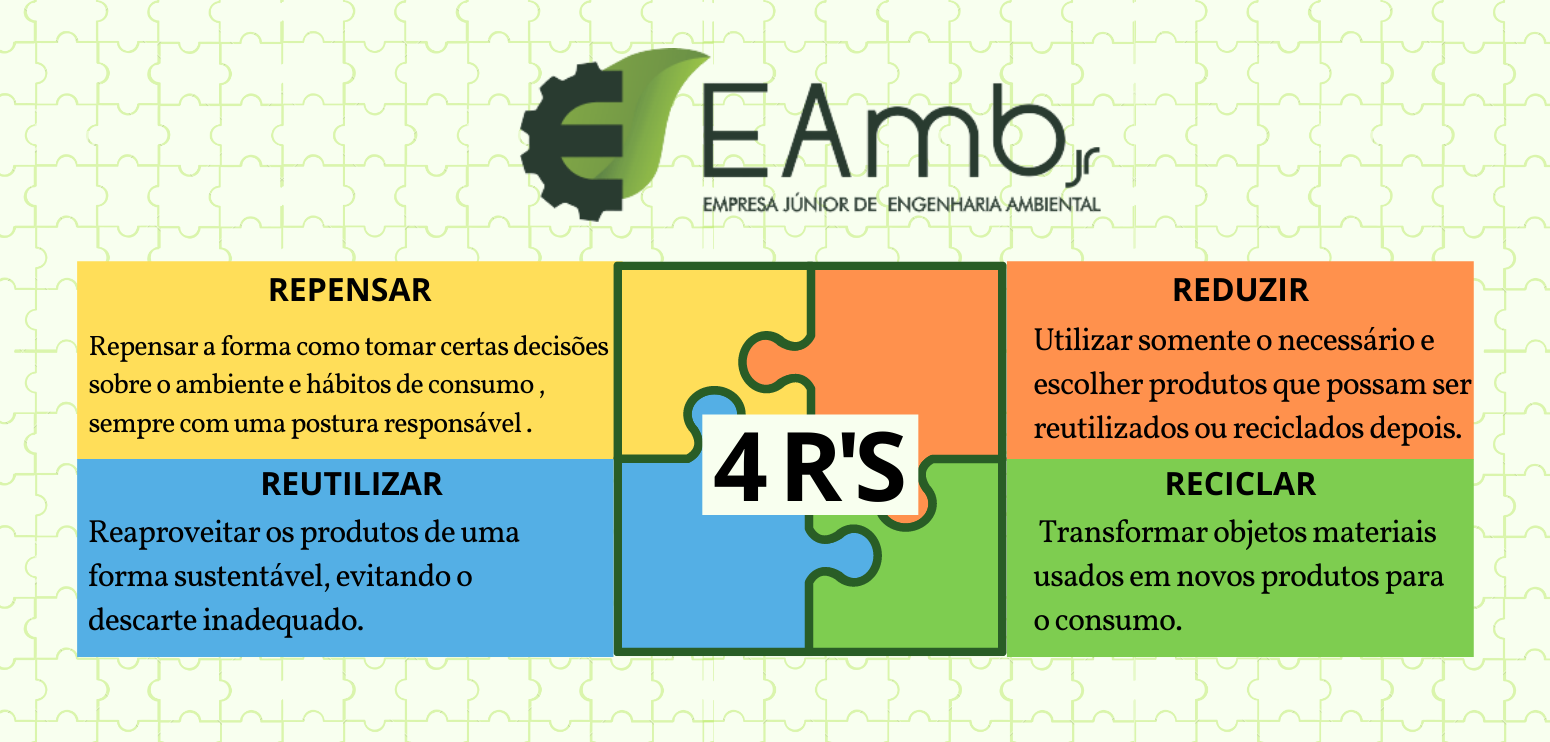 EAmb jr
EMPRESA JÚNIOR DE ENGENHARIA AMBIENTAL
REPENSAR
Repensar a forma como tomar certas decisões
sobre o ambiente e hábitos de consumo ,
sempre com uma postura responsável .
REDUZIR
Utilizar somente o necessário e
escolher produtos que possam ser
reutilizados ou reciclados depois.
4 R'S
REUTILIZAR
Reaproveitar os produtos de uma
forma sustentável, evitando o
descarte inadequado.
RECICLAR
Transformar objetos materiais
usados em novos produtos para
o consumo.